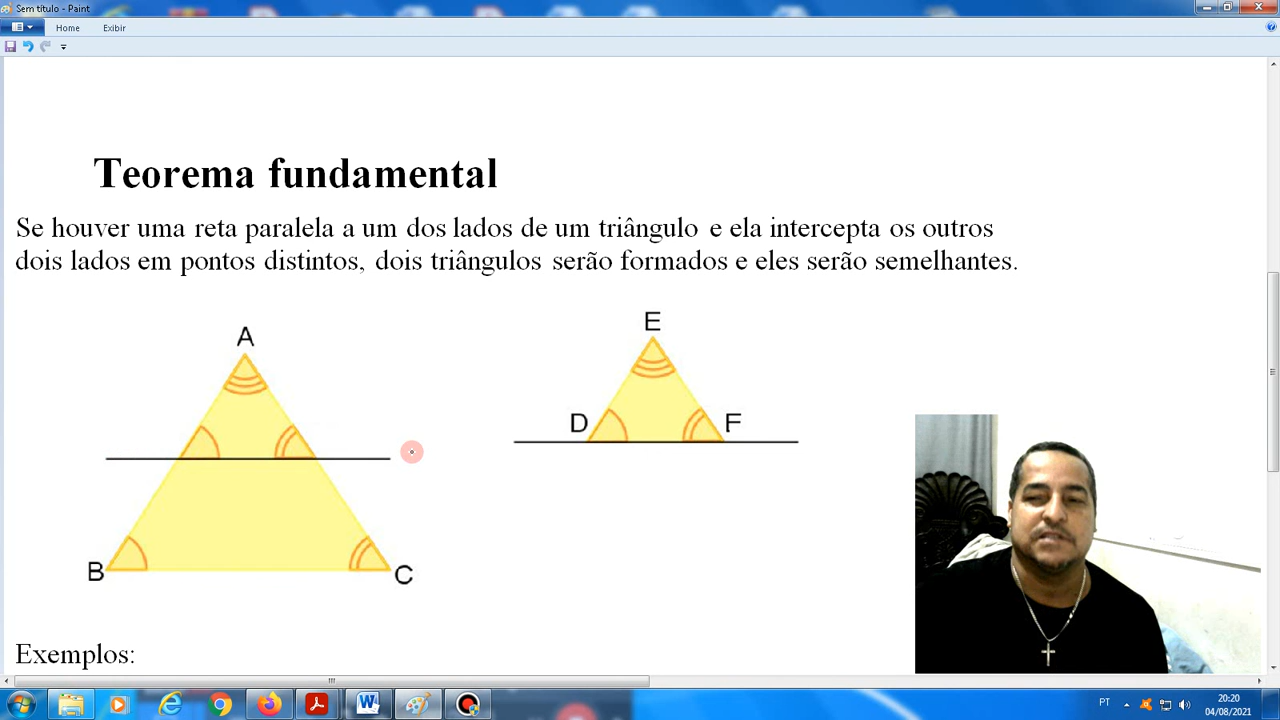 Sem título - Paint
Home Exibir
Teorema fundamental
Se houver uma reta paralela a um dos lados de um triângulo e ela intercepta os outros
dois lados em pontos distintos, dois triângulos serão formados e eles serão semelhantes.
A
E
D
F
B
C
Exemplos:
PT
20:20
04/08/2021